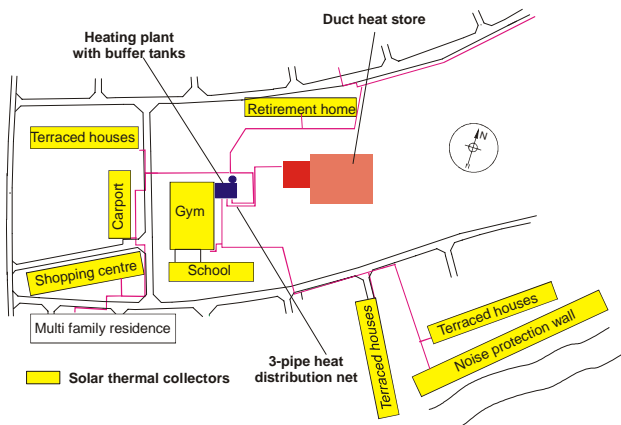 Duct heat store
Heating plant
with buffer tanks
Retirement home
Terraced houses
N
Carport
Gym
Shopping centre
School
Multi family residence
Terraced houses
Terraced houses
Noise protection wall
3-pipe heat
distribution net
Solar thermal collectors